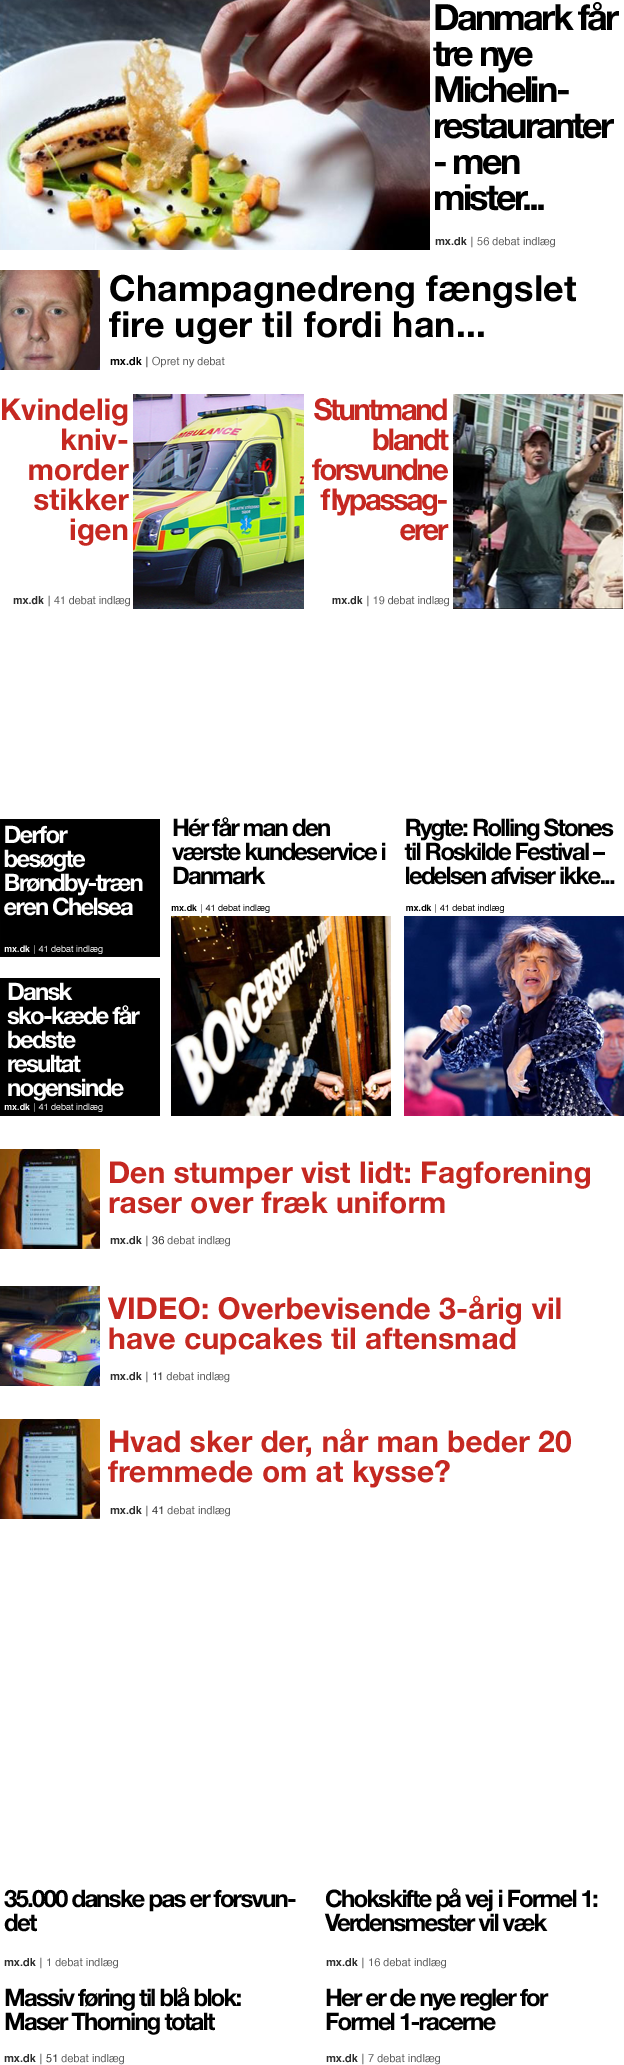 Danmark får
tre nye
Michelin-
restauranter
- men
mister...
mx.dk | 56 debat indlæg
Champagnedreng fængslet
fire uger til fordi han...
mx.dk | Opret ny debat
Kvindelig
kniv-
morder
stikker
igen
mx.dk | 41 debat indlæg
AMBULANCE
Stuntmand
blandt
forsvundne
flypassag-
erer
mx.dk | 19 debat indlæg
Derfor
besøgte
Brøndby-træn
eren Chelsea
mx.dk | 41 debat indlæg
Dansk
sko-kæde får
bedste
resultat
nogensinde
mx.dk | 41 debat indlæg
Hér får man den
værste kundeservice i
Danmark
mx.dk | 41 debat indlæg
BORGERSERVICE
Rygte: Rolling Stones
til Roskilde Festival –
ledelsen afviser ikke...
mx.dk | 41 debat indlæg
Den stumper vist lidt: Fagforening
raser over fræk uniform
mx.dk | 36 debat indlæg
VIDEO: Overbevisende 3-årig vil
have cupcakes til aftensmad
mx.dk | 11 debat indlæg
Hvad sker der, når man beder 20
fremmede om at kysse?
mx.dk | 41 debat indlæg
35.000 danske pas er forsvun-
det
mx.dk | 1 debat indlæg
Chokskifte på vej i Formel 1:
Verdensmester vil væk
mx.dk | 16 debat indlæg
Massiv føring til blå blok:
Maser Thorning totalt
mx.dk | 51 debat indlæg
Her er de nye regler for
Formel 1-racerne
mx.dk | 7 debat indlæg